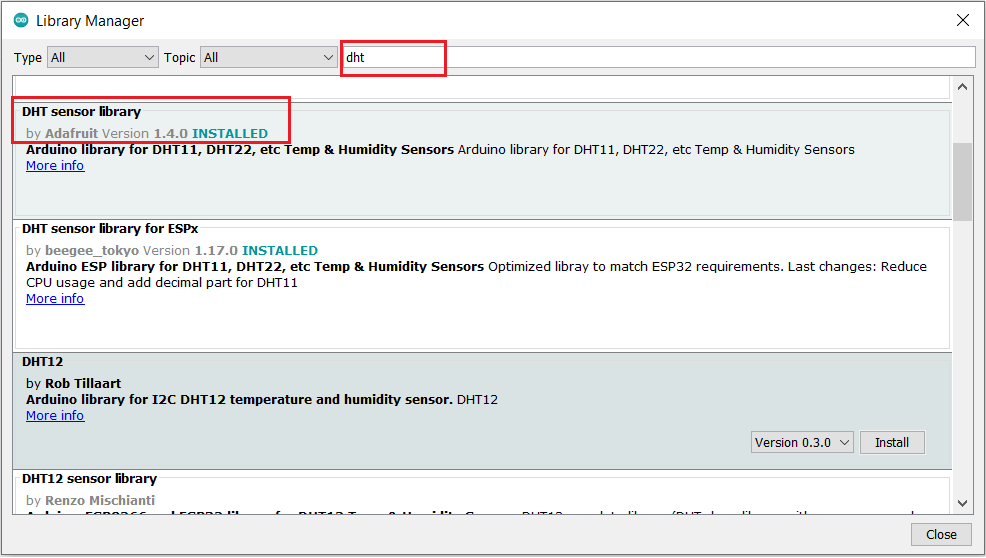 Library Manager
Type All Topic All dht
DHT sensor library
by Adafruit Version 1.4.0 INSTALLED
Arduino library for DHT11, DHT22, etc Temp & Humidity Sensors Arduino library for DHT11, DHT22, etc Temp & Humidity Sensors
More info
DHT sensor library for ESPx
by beegee_tokyo Version 1.17.0 INSTALLED
Arduino ESP library for DHT11, DHT22, etc Temp & Humidity Sensors Optimized libray to match ESP32 requirements. Last changes: Reduce
CPU usage and add decimal part for DHT11
More info
DHT12
by Rob Tillaart
Arduino library for I2C DHT12 temperature and humidity sensor. DHT12
More info
Version 0.3.0 Install
DHT12 sensor library
by Renzo Mischianti
Close